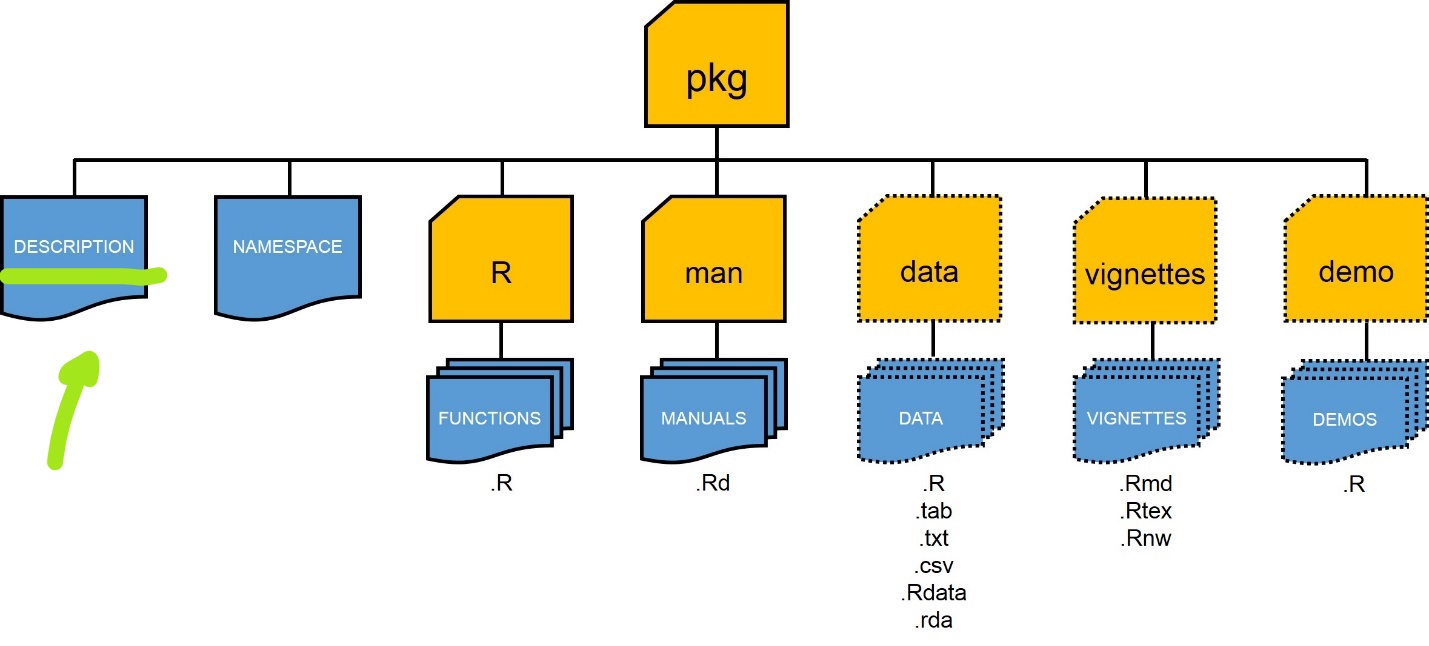 pkg
DESCRIPTION
NAMESPACE
R
man
data
vignettes
demo
FUNCTIONS
MANUALS
DATA
VIGNETTES
DEMOS
.R
.Rd
.R
.tab
.txt
.csv
.Rdata
.rda
.Rmd
.Rtex
.Rnw
.R